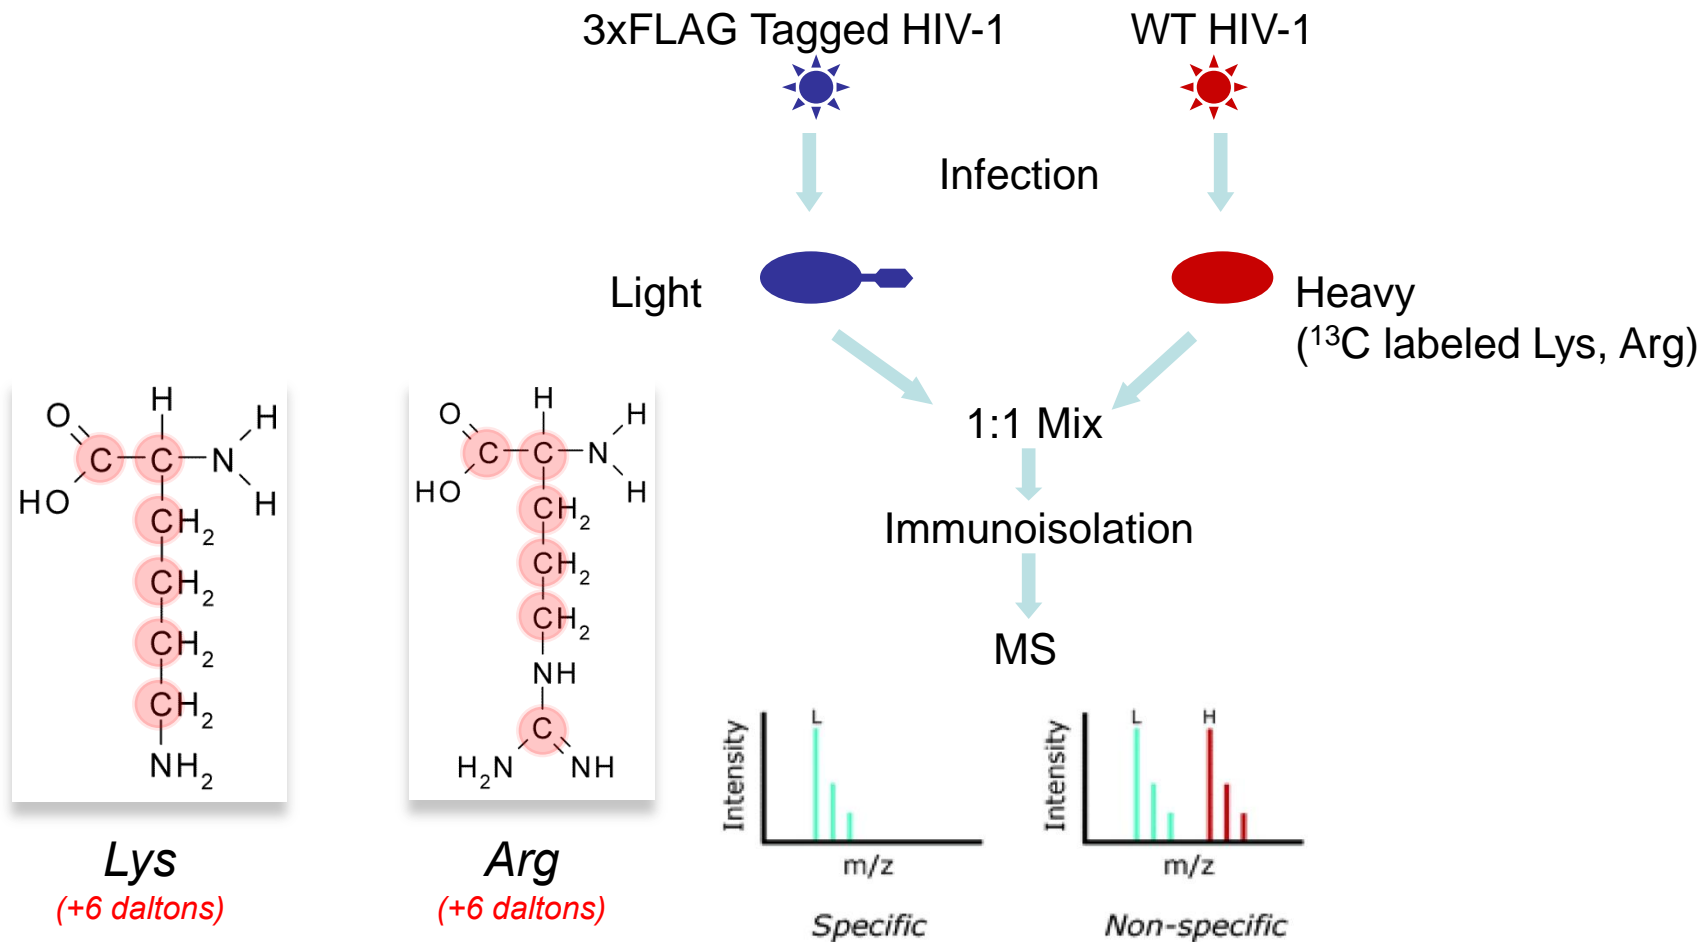 3xFLAG Tagged HIV-1
WT HIV-1
Infection
Light
Heavy
(¹³C labeled Lys, Arg)
1:1 Mix
Immunoisolation
MS
O
H
H
C
C
N
HO
H
CH₂
CH₂
CH₂
CH₂
NH₂
Lys
(+6 daltons)
O
H
H
C
C
N
HO
H
CH₂
CH₂
CH₂
NH
C
H₂N
NH
Arg
(+6 daltons)
L
Intensity
m/z
Specific
L
H
Intensity
m/z
Non-specific